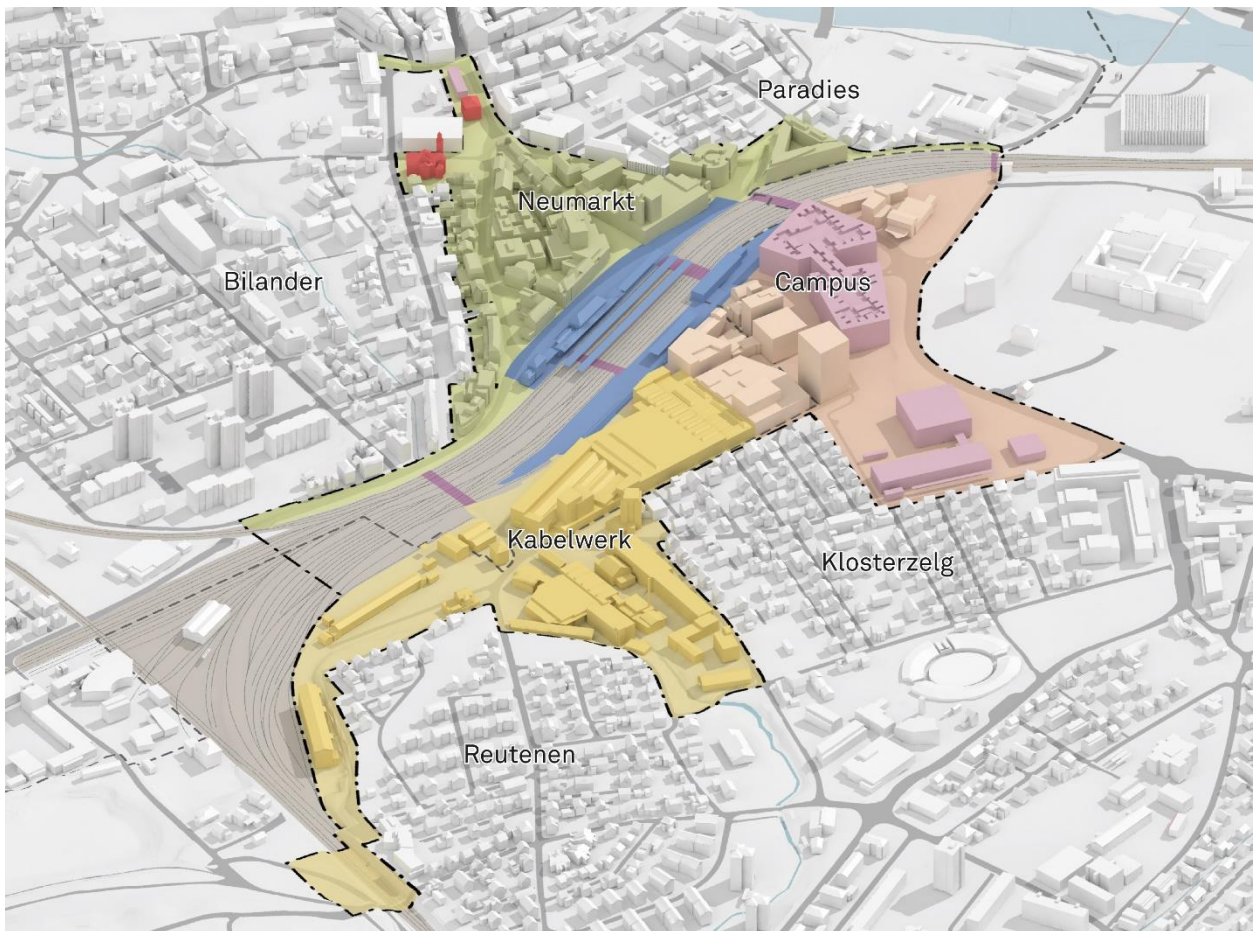 Paradies
Neumarkt
Bilander
Campus
Kabelwerk
Klosterzelg
Reutenen